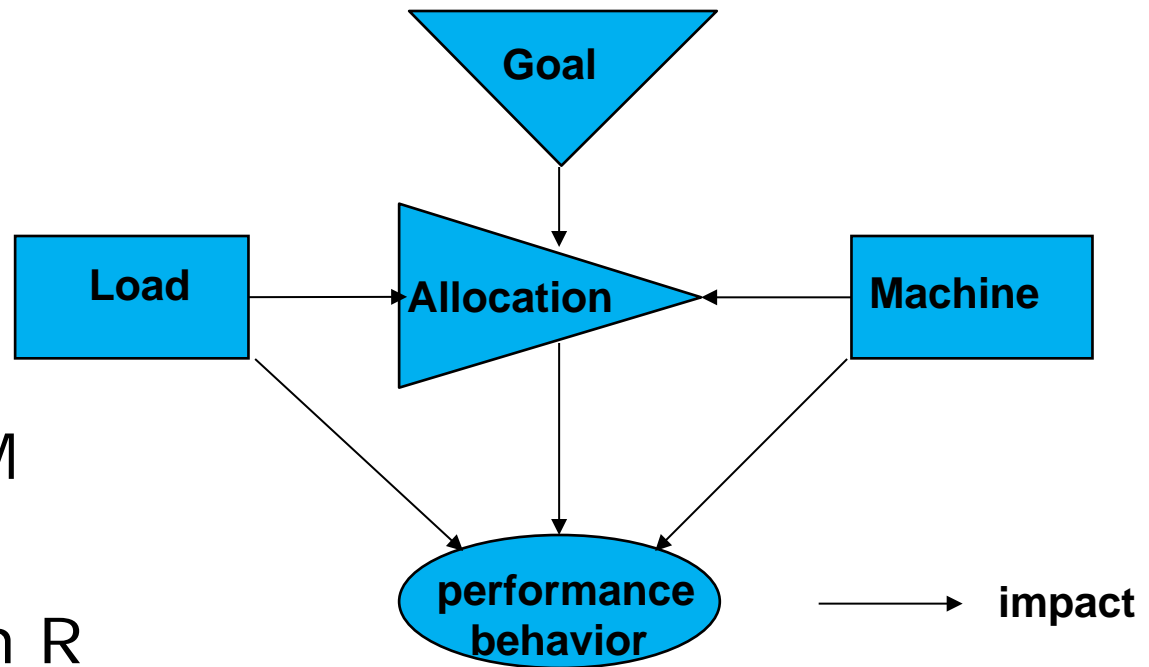 Goal
Load
Allocation
Machine
M
performance
behavior
impact
n R